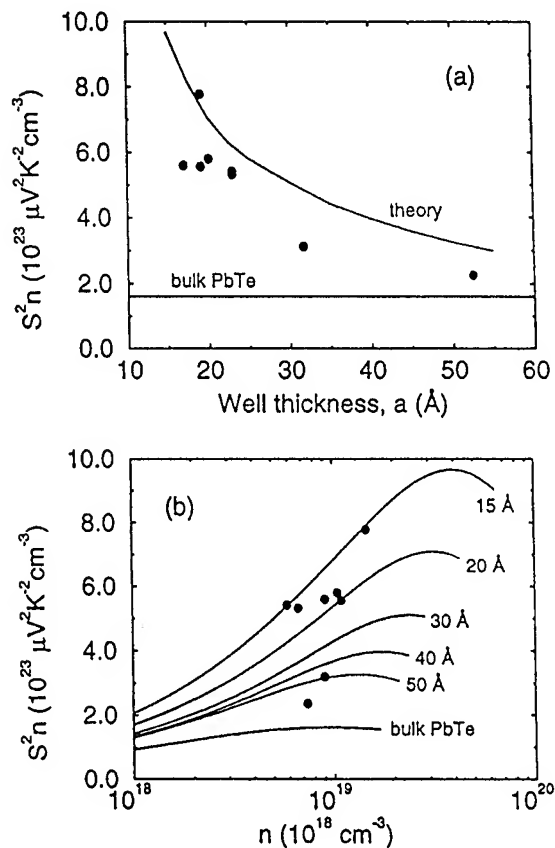 10.0
(a)
8.0
6.0
theory
4.0
bulk PbTe
2.0
0.0
10 20 30 40 50 60
S²n (10²³ μV²K⁻²cm⁻³)
Well thickness, a (Å)
10.0
(b)
15 Å
8.0
20 Å
6.0
30 Å
4.0
40 Å
50 Å
2.0
bulk PbTe
0.0
10¹⁸ 10¹⁹ 10²⁰
S²n (10²³ μV²K⁻²cm⁻³)
n (10¹⁸ cm⁻³)